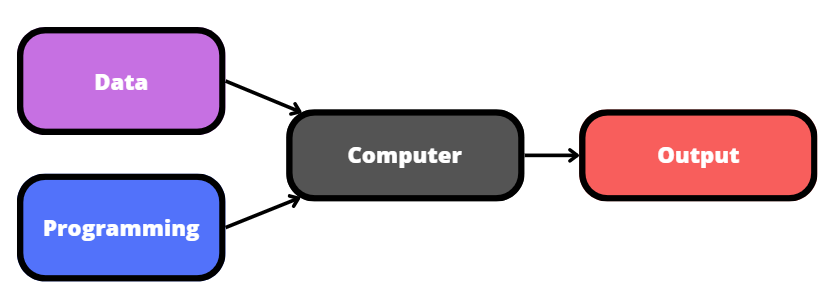 Data
Programming
Computer
Output